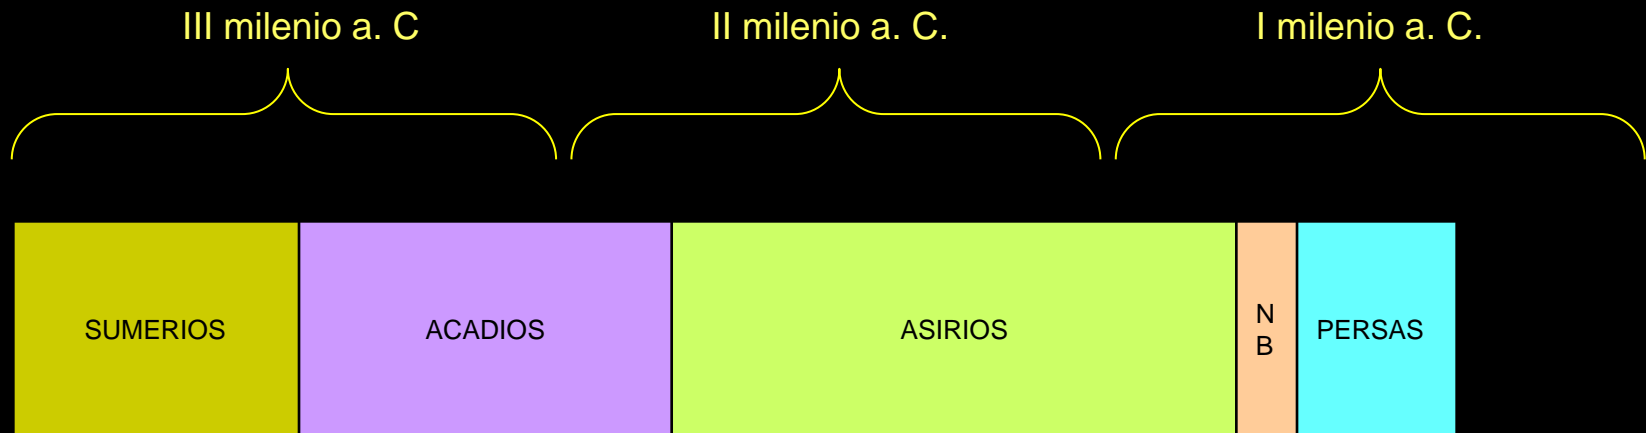 III milenio a. C
II milenio a. C.
I milenio a. C.
SUMERIOS
ACADIOS
ASIRIOS
N
B
PERSAS